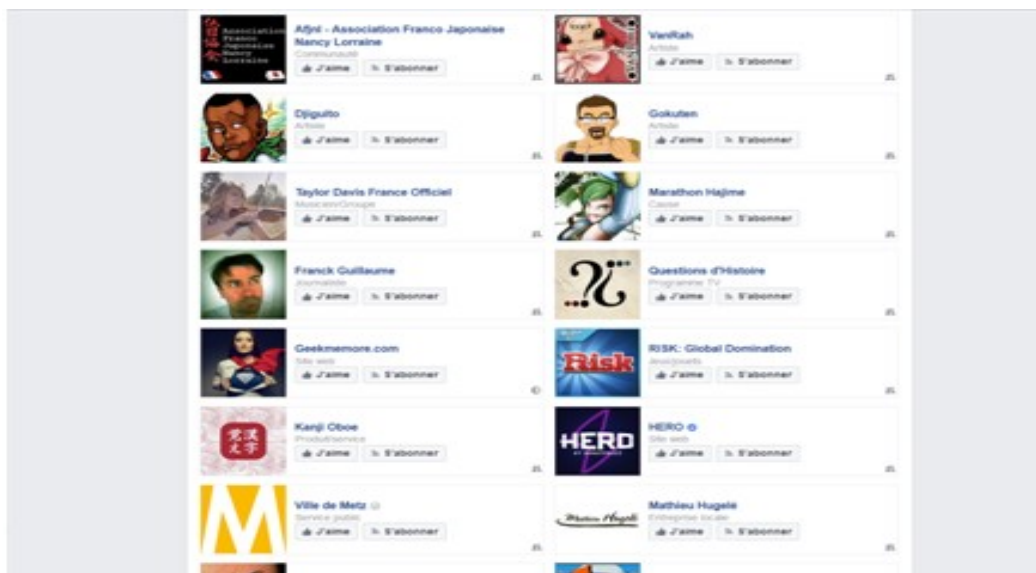 Association
Franco
Japonaise
Nancy
Lorraine
Afjnl - Association Franco Japonaise
Nancy Lorraine
Communauté
J'aime S'abonner
VanRah
Artiste
J'aime S'abonner
Djiguito
Artiste
J'aime S'abonner
Gokuten
Artiste
J'aime S'abonner
Taylor Davis France Officiel
Musicien/Groupe
J'aime S'abonner
Marathon Hajime
Cause
J'aime S'abonner
Franck Guillaume
Journaliste
J'aime S'abonner
Questions d'Histoire
Programme TV
J'aime S'abonner
Geekmemore.com
Site web
J'aime S'abonner
Risk
RISK: Global Domination
Jeux/jouets
J'aime S'abonner
Kanji Oboe
Produit/service
J'aime S'abonner
HERO
HERO
Site web
J'aime S'abonner
M
Ville de Metz
Service public
J'aime S'abonner
Mathieu Hugelé
Mathieu Hugelé
Entreprise locale
J'aime S'abonner